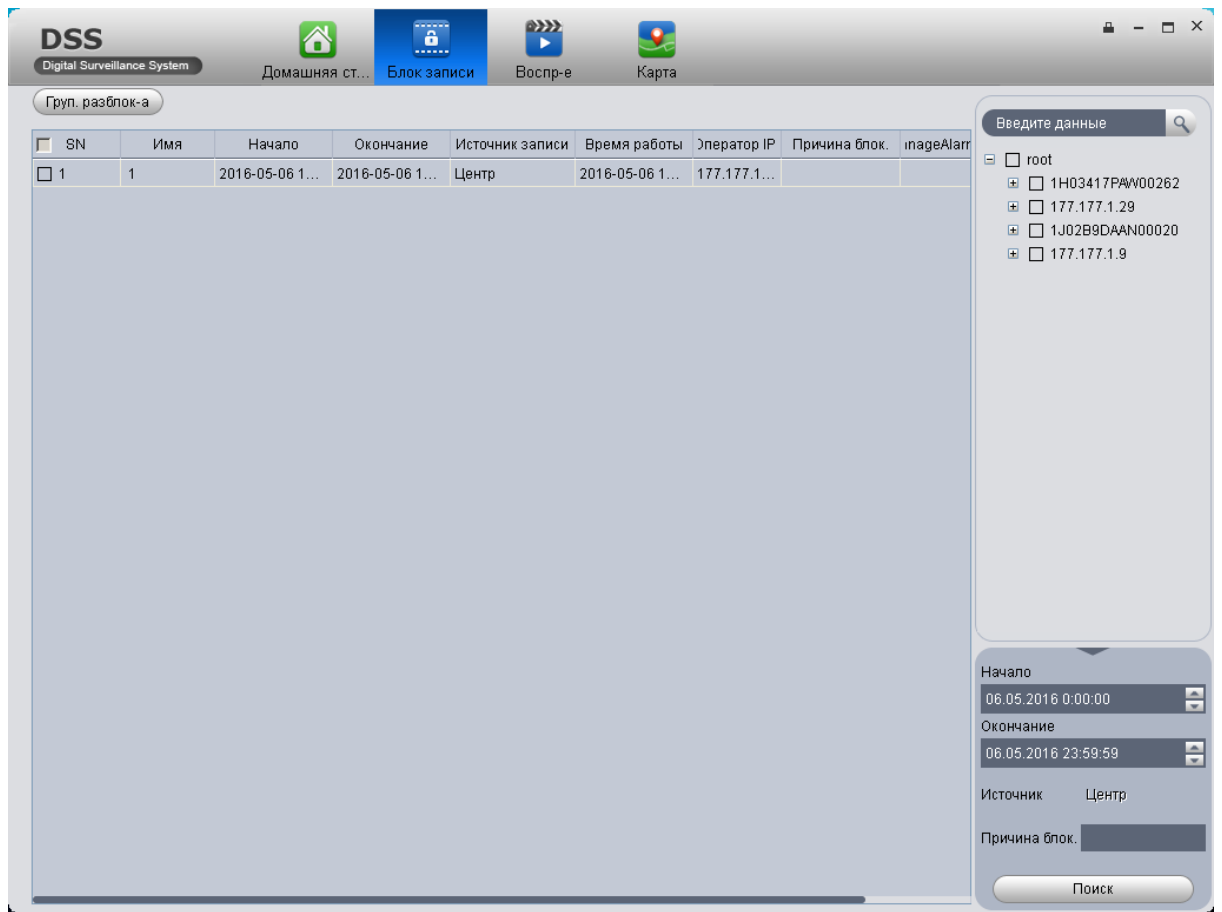 DSS
Digital Surveillance System
Домашняя ст...
Блок записи
Воспр-е
Карта
Груп. разблок-а
SN Имя Начало Окончание Источник записи Время работы Оператор IP Причина блок. inageAlarr
1 1 2016-05-06 1... 2016-05-06 1... Центр 2016-05-06 1... 177.177.1...
Введите данные
root
1H03417PAW00262
177.177.1.29
1J02B9DAAN00020
177.177.1.9
Начало
06.05.2016 0:00:00
Окончание
06.05.2016 23:59:59
Источник Центр
Причина блок.
Поиск